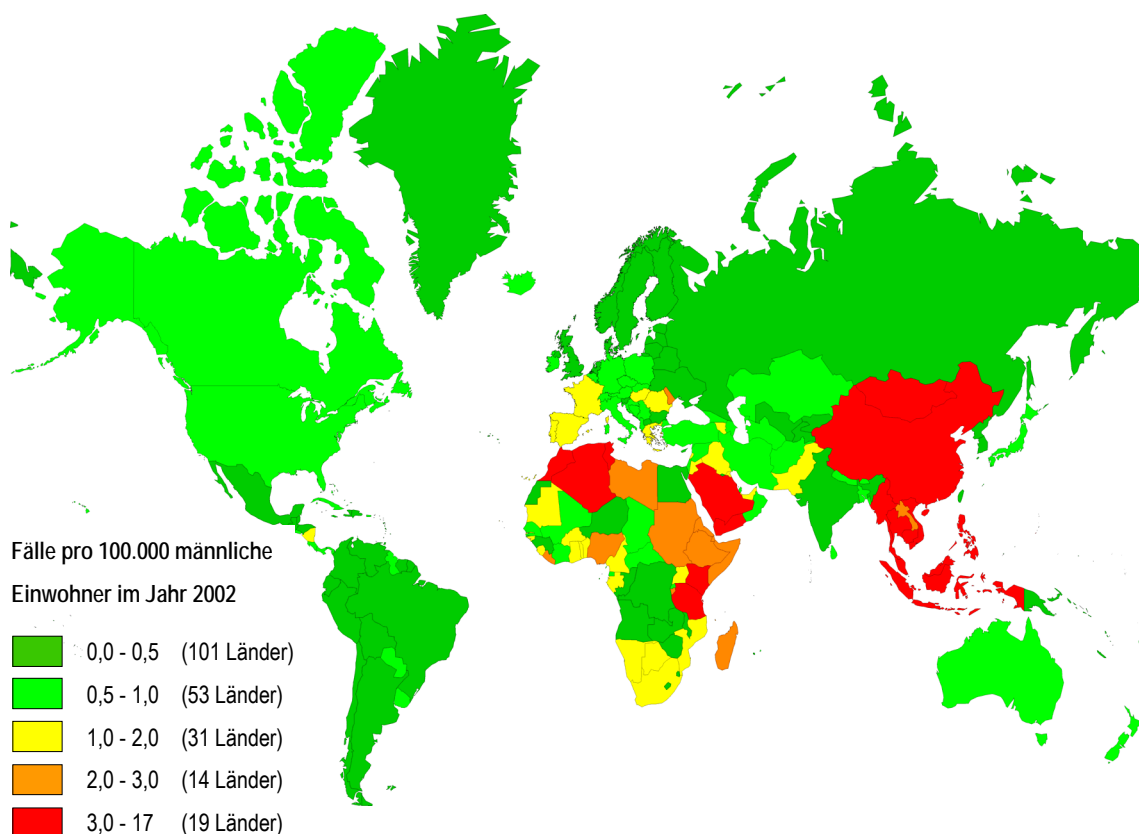 Fälle pro 100.000 männliche
Einwohner im Jahr 2002
0,0 - 0,5 (101 Länder)
0,5 - 1,0 (53 Länder)
1,0 - 2,0 (31 Länder)
2,0 - 3,0 (14 Länder)
3,0 - 17 (19 Länder)